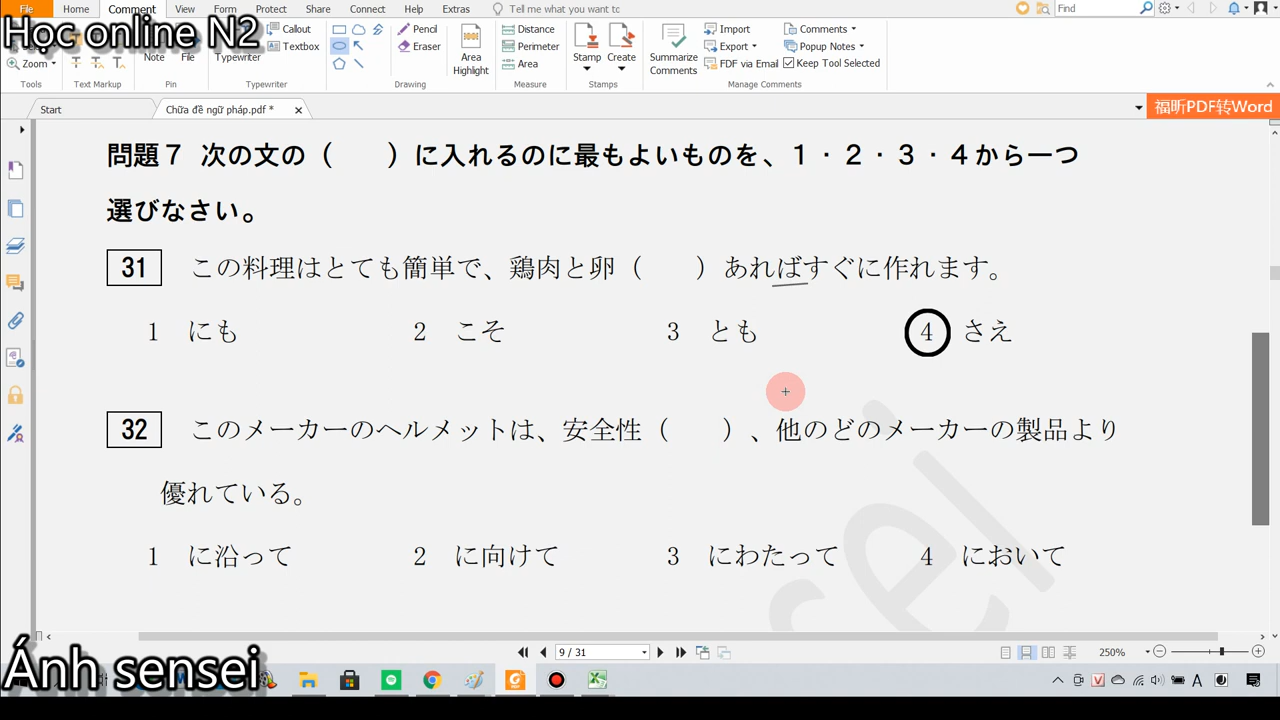 File Home Comment View Form Protect Share Connect Help Extras Tell me what you want to Find
Học online N2
Zoom Note File Typewriter Callout Textbox Pencil Eraser Area Highlight Distance Perimeter Area Stamp Create Summarize Comments Import Export FDF via Email Comments Popup Notes Keep Tool Selected
Tools Text Markup Pin Typewriter Drawing Measure Stamps Manage Comments
Start Chữa đề ngữ pháp.pdf * 福昕PDF转Word
問題７ 次の文の（ ）に入れるのに最もよいものを、１・２・３・４から一つ
選びなさい。
31 この料理はとても簡単で、鶏肉と卵（ ）あればすぐに作れます。
1 にも 2 こそ 3 とも 4 さえ
32 このメーカーのヘルメットは、安全性（ ）、他のどのメーカーの製品より
優れている。
1 に沿って 2 に向けて 3 にわたって 4 において
sei
9 / 31 250%
Ánh sensei